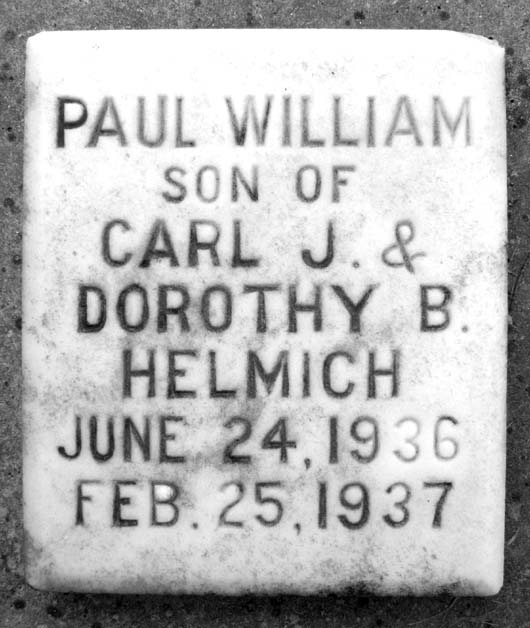 PAUL WILLIAM
SON OF
CARL J. &
DOROTHY B.
HELMICH
JUNE 24, 1936
FEB. 25, 1937